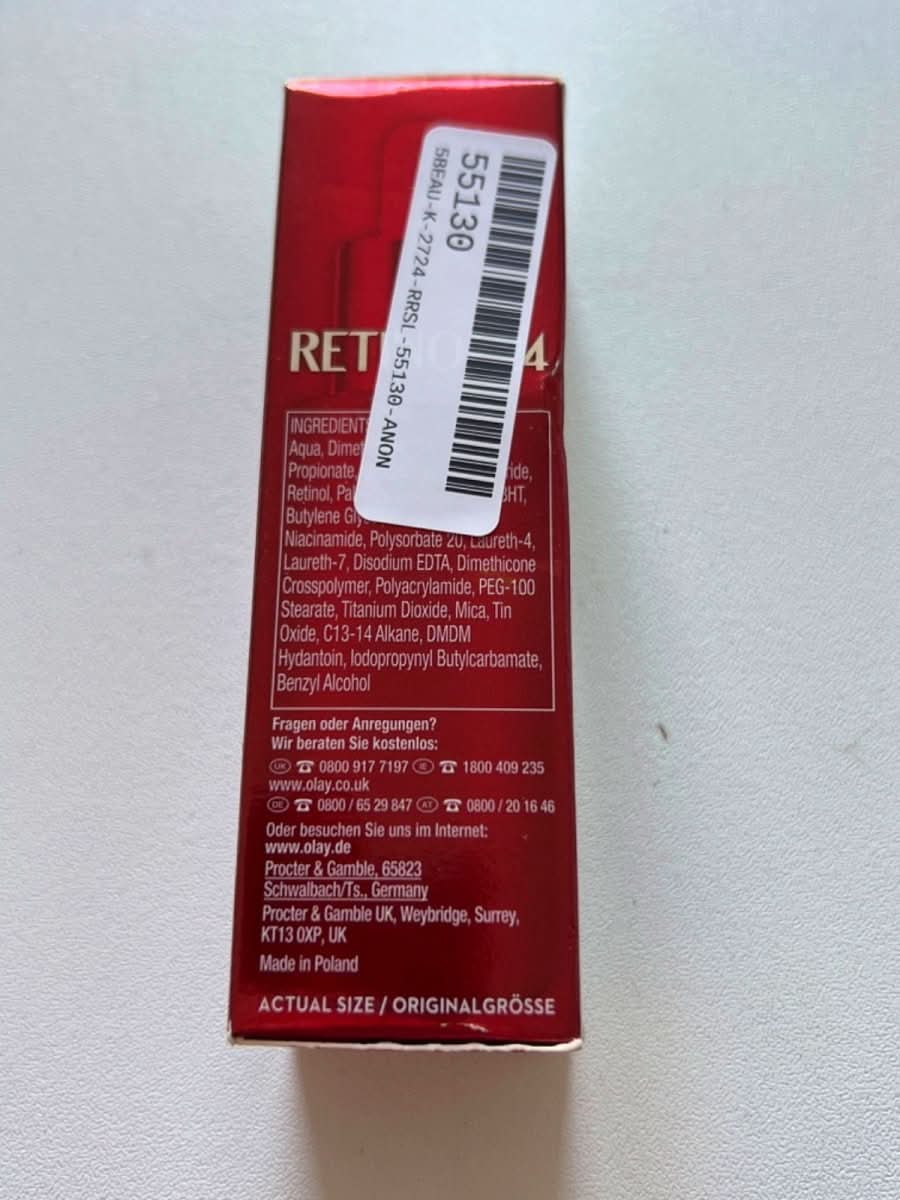 55130
5BEAU-K-2724-RRSL-55130-ANON
RET 4
INGREDIENTS
Aqua,
Propionate,
Retinol, BHT,
Butylene
Niacinamide, Polysorbate 20, Laureth-4,
Laureth-7, Disodium EDTA, Dimethicone
Crosspolymer, Polyacrylamide, PEG-100
Stearate, Titanium Dioxide, Mica, Tin
Oxide, C13-14 Alkane, DMDM
Hydantoin, Iodopropynyl Butylcarbamate,
Benzyl Alcohol
Fragen oder Anregungen?
Wir beraten Sie kostenlos:
UK ☎ 0800 917 7197 IE ☎ 1800 409 235
www.olay.co.uk
DE ☎ 0800 / 65 29 847 AT ☎ 0800 / 20 16 46
Oder besuchen Sie uns im Internet:
www.olay.de
Procter & Gamble, 65823
Schwalbach/Ts., Germany
Procter & Gamble UK, Weybridge, Surrey,
KT13 0XP, UK
Made in Poland
ACTUAL SIZE / ORIGINALGRÖSSE